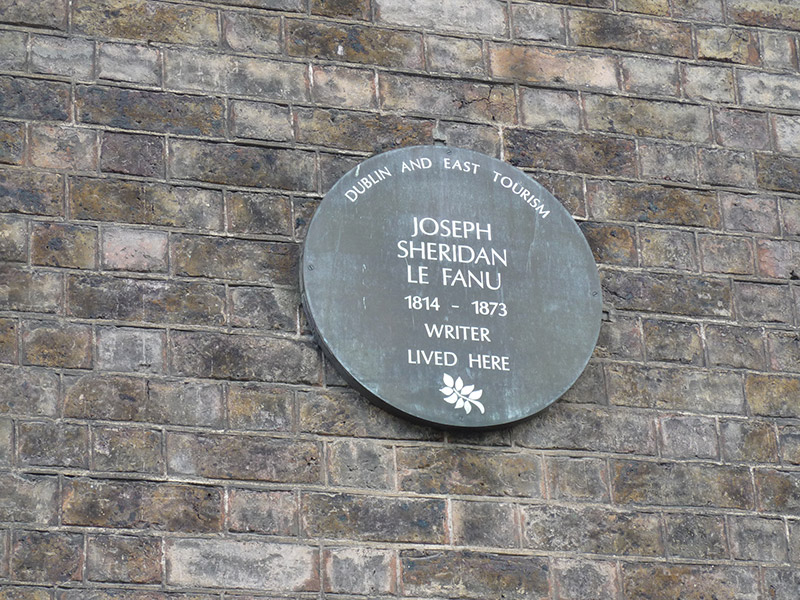 DUBLIN AND EAST TOURISM
JOSEPH
SHERIDAN
LE FANU
1814 - 1873
WRITER
LIVED HERE